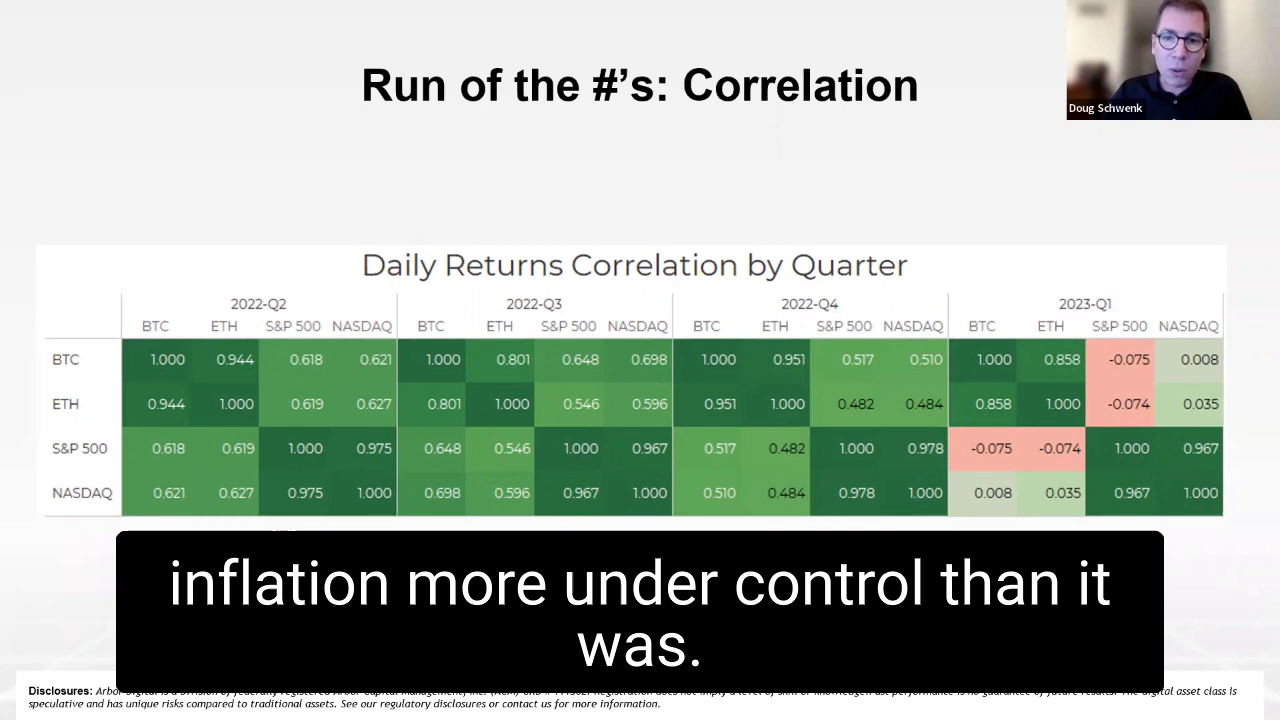 Run of the #'s: Correlation
Doug Schwenk
Daily Returns Correlation by Quarter
2022-Q2 2022-Q3 2022-Q4 2023-Q1
BTC ETH S&P 500 NASDAQ BTC ETH S&P 500 NASDAQ BTC ETH S&P 500 NASDAQ BTC ETH S&P 500 NASDAQ
BTC 1.000 0.944 0.618 0.621 1.000 0.801 0.648 0.698 1.000 0.951 0.517 0.510 1.000 0.858 -0.075 0.008
ETH 0.944 1.000 0.619 0.627 0.801 1.000 0.546 0.596 0.951 1.000 0.482 0.484 0.858 1.000 -0.074 0.035
S&P 500 0.618 0.619 1.000 0.975 0.648 0.546 1.000 0.967 0.517 0.482 1.000 0.978 -0.075 -0.074 1.000 0.967
NASDAQ 0.621 0.627 0.975 1.000 0.698 0.596 0.967 1.000 0.510 0.484 0.978 1.000 0.008 0.035 0.967 1.000
inflation more under control than it
was.
Disclosures: asset class is
speculative and has unique risks compared to traditional assets. See our regulatory disclosures or contact us for more information.